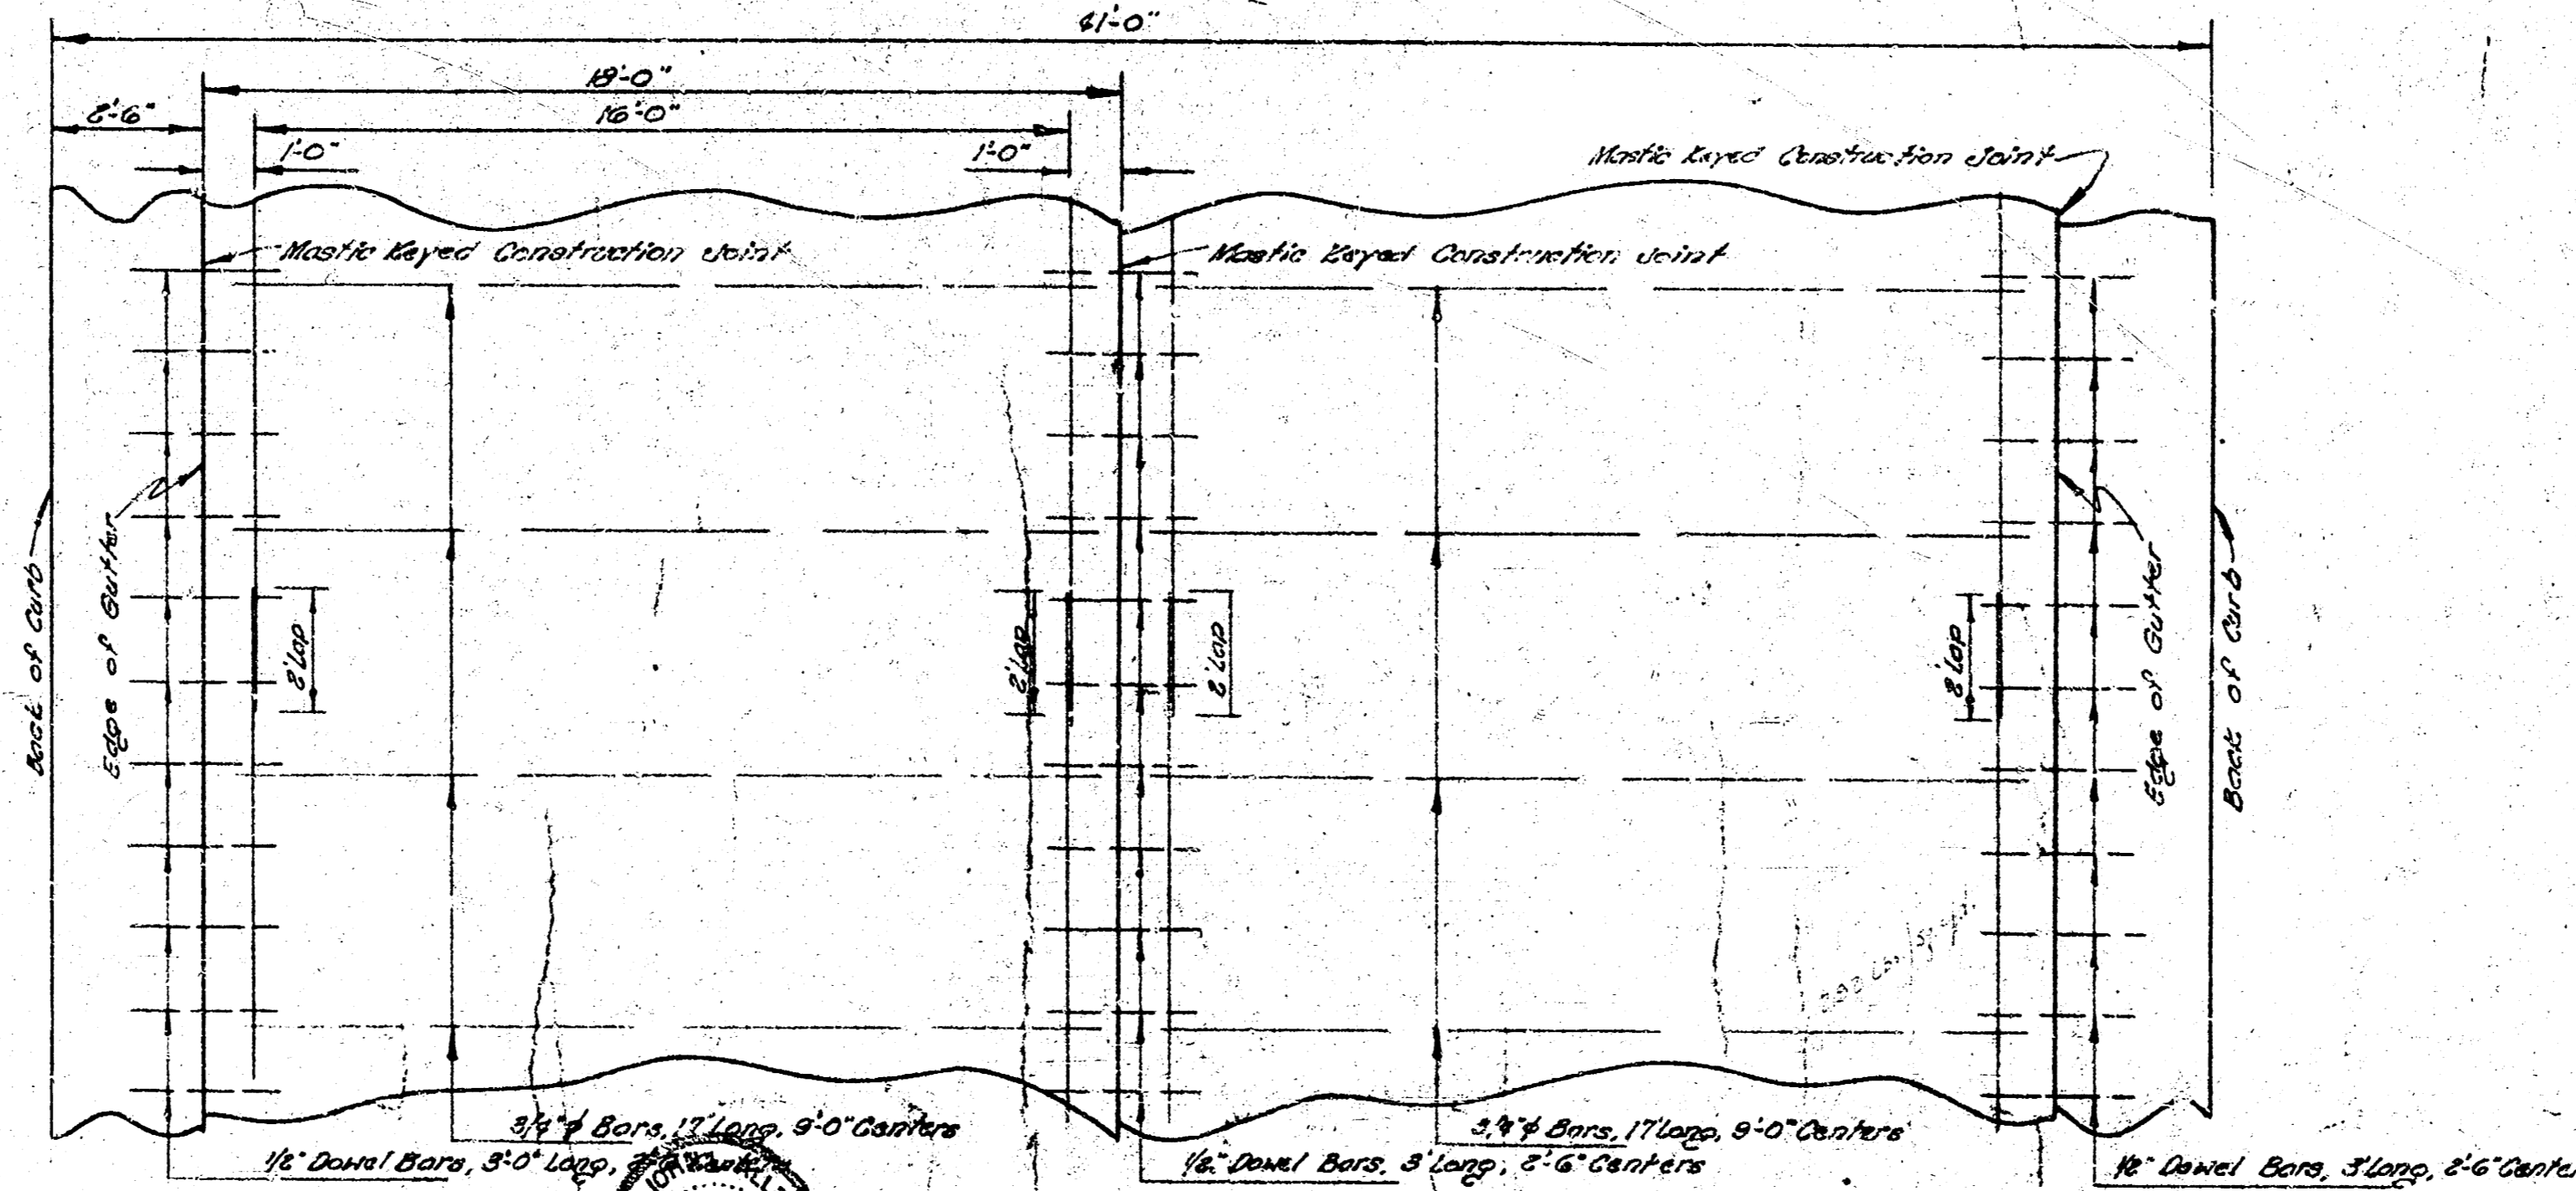 41'-0"
18'-0"
2'-6"
16'-0"
1'-0"
1'-0"
Mastic Keyed Construction Joint
Mastic Keyed Construction Joint
Mastic Keyed Construction Joint
Back of Curb
Edge of Gutter
2' Lap
2' Lap
2' Lap
2' Lap
Edge of Gutter
Back of Curb
3/4" φ Bars, 17' Long, 9'-0" Centers
3/4" φ Bars, 17' Long, 9'-0" Centers
1/2" Dowel Bars, 3'-0" Long, Centers
1/2" Dowel Bars, 3' Long, 2'-6" Centers
1/2" Dowel Bars, 3' Long, 2'-6" Cente